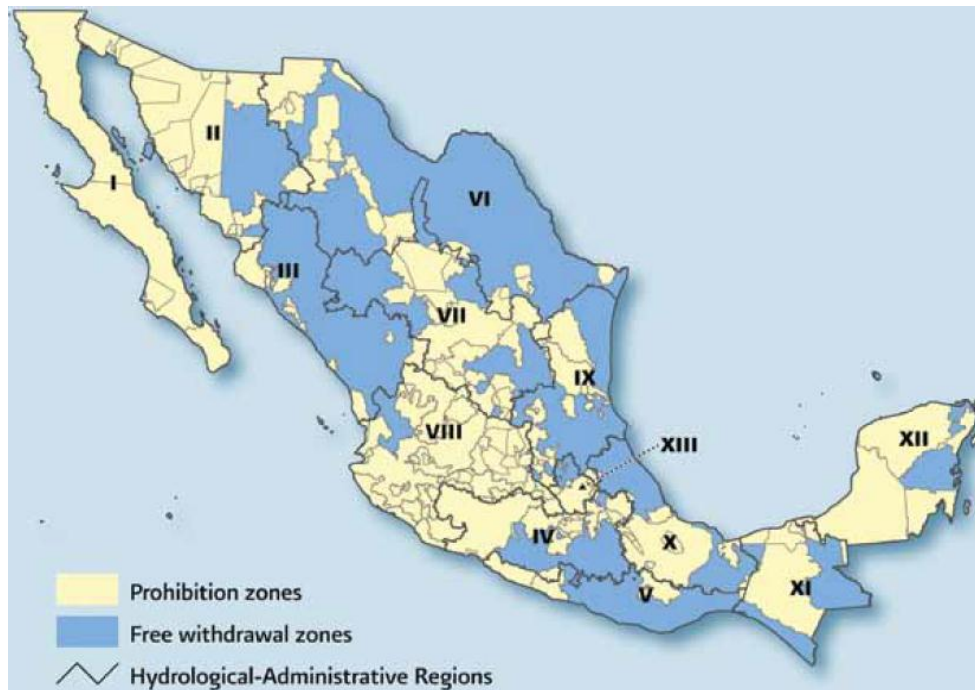 II
I
VI
III
VII
IX
VIII
XII
XIII
IV
X
V
XI
Prohibition zones
Free withdrawal zones
Hydrological-Administrative Regions